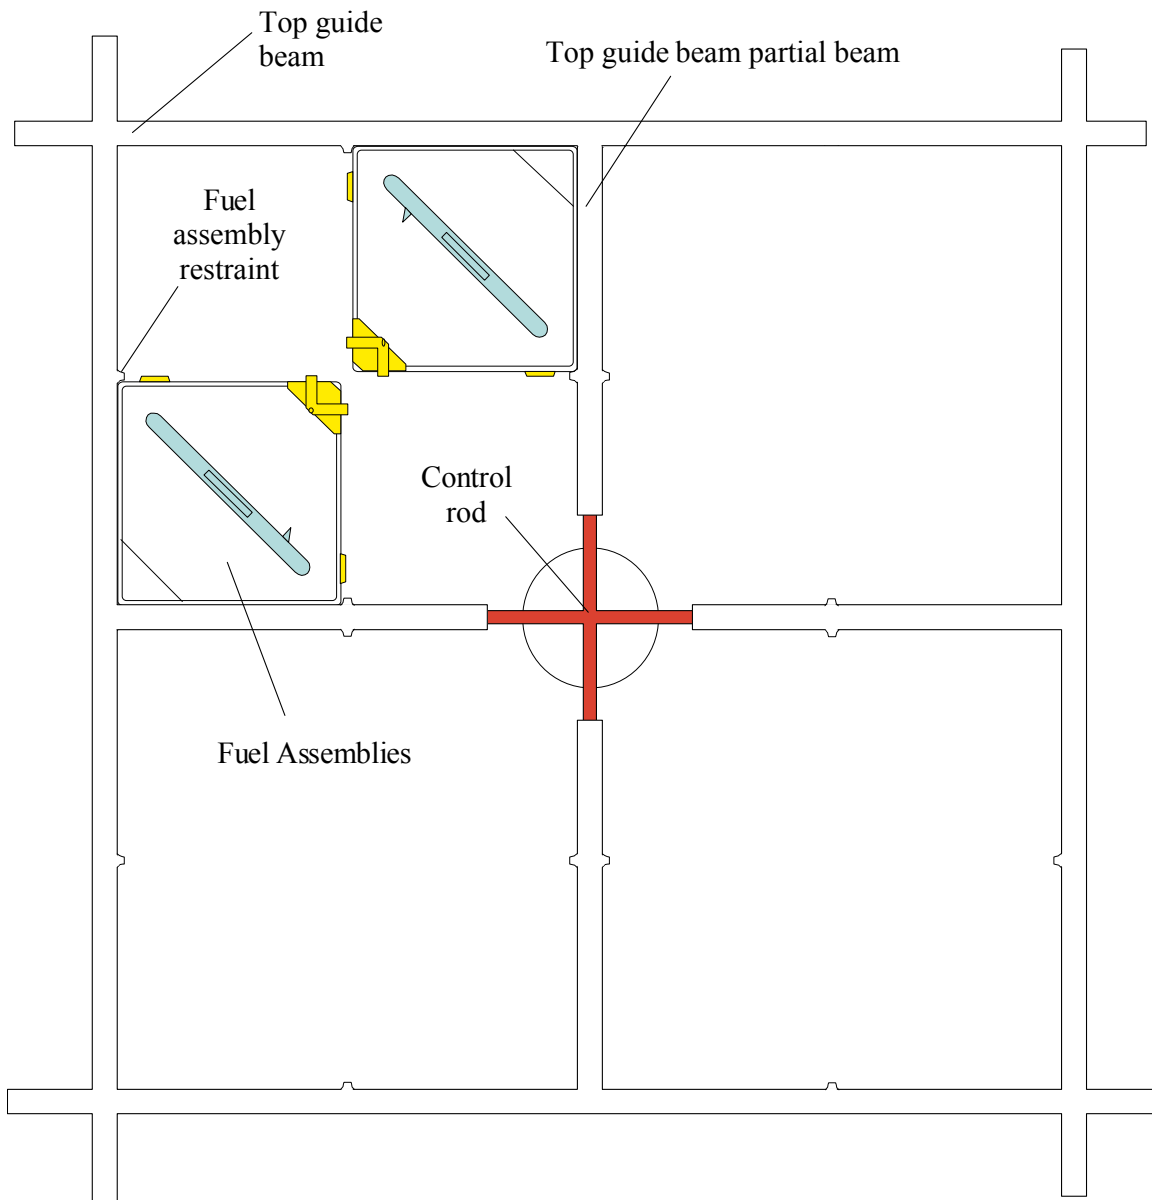 Top guide
beam
Top guide beam partial beam
Fuel
assembly
restraint
Control
rod
Fuel Assemblies